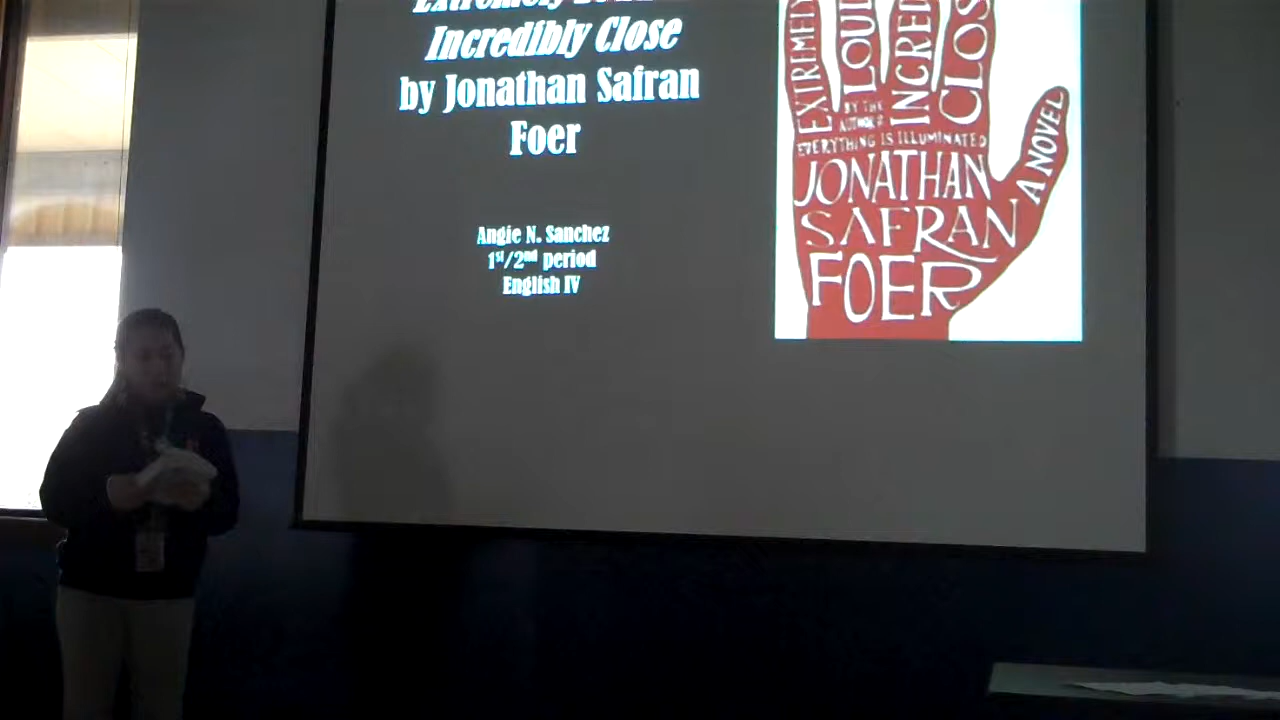 Extremely
Incredibly Close
by Jonathan Safran
Foer
Angie N. Sanchez
1st/2nd period
English IV
EXTREMELY
LOUD
INCRED
CLOS
BY THE
AUTHOR OF
EVERYTHING IS ILLUMINATED
JONATHAN
SAFRAN
FOER
A NOVEL